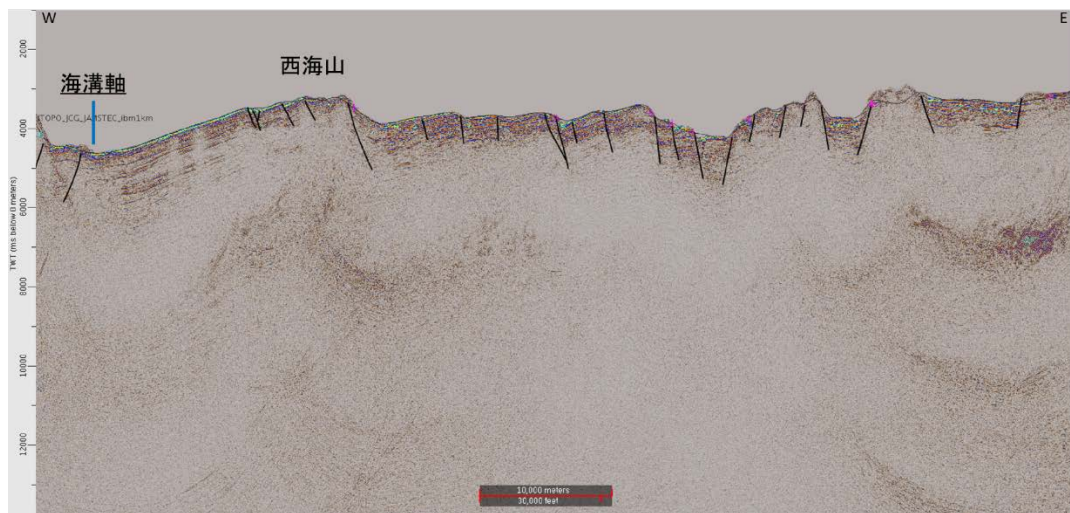 W
E
西海山
海溝軸
TOPO_JCG_JAMSTEC_ibm1km
2000
4000
6000
8000
10000
12000
TWT (ms below 0 meters)
10,000 meters
30,000 feet